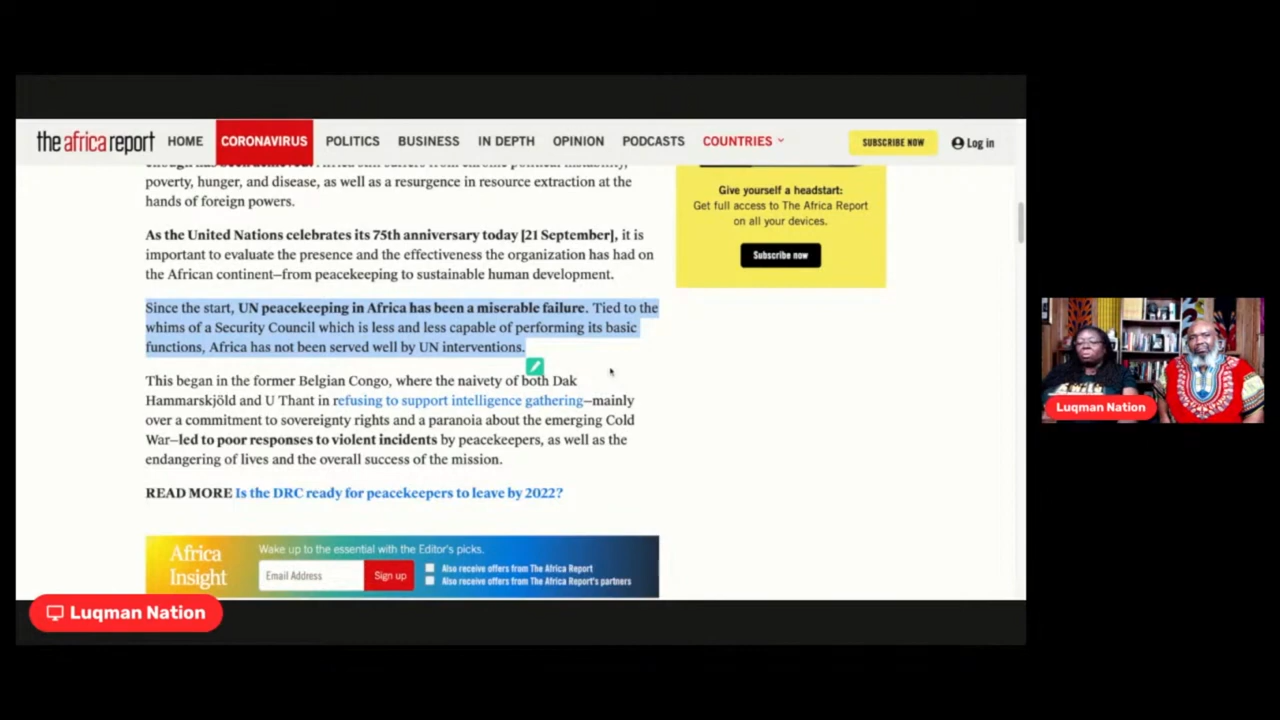 the africa report HOME CORONAVIRUS POLITICS BUSINESS IN DEPTH OPINION PODCASTS COUNTRIES SUBSCRIBE NOW Log in
poverty, hunger, and disease, as well as a resurgence in resource extraction at the
hands of foreign powers.
As the United Nations celebrates its 75th anniversary today [21 September], it is
important to evaluate the presence and the effectiveness the organization has had on
the African continent—from peacekeeping to sustainable human development.
Since the start, UN peacekeeping in Africa has been a miserable failure. Tied to the
whims of a Security Council which is less and less capable of performing its basic
functions, Africa has not been served well by UN interventions.
This began in the former Belgian Congo, where the naivety of both Dak
Hammarskjöld and U Thant in refusing to support intelligence gathering—mainly
over a commitment to sovereignty rights and a paranoia about the emerging Cold
War—led to poor responses to violent incidents by peacekeepers, as well as the
endangering of lives and the overall success of the mission.
READ MORE Is the DRC ready for peacekeepers to leave by 2022?
Africa
Insight
Wake up to the essential with the Editor's picks.
Email Address
Sign up
Also receive offers from The Africa Report
Also receive offers from The Africa Report's partners
Give yourself a headstart:
Get full access to The Africa Report
on all your devices.
Subscribe now
Luqman Nation
Luqman Nation